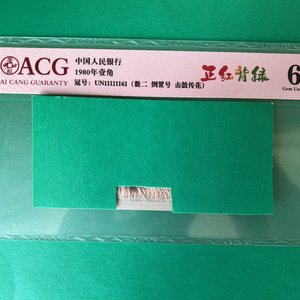 ACG
AI CANG GUARANTY
中国人民银行
1980年壹角
冠号：UN11111161（数二 倒置号 击鼓传花）
正红背绿
6
Gem Un